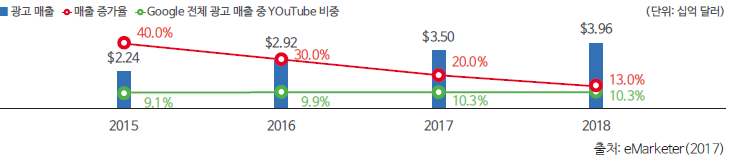 광고 매출 매출 증가율 Google 전체 광고 매출 중 YOuTube 비중 (단위: 십억 달러)
40.0%
$2.24 $2.92 30.0% $3.50 20.0% $3.96 13.0%
9.1% 9.9% 10.3% 10.3%
2015 2016 2017 2018
출처: eMarketer(2017)